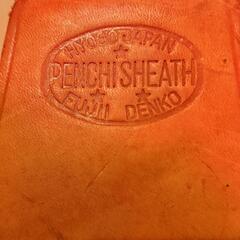 HYOGO JAPAN
PENCHI SHEATH
FUJII DENKO